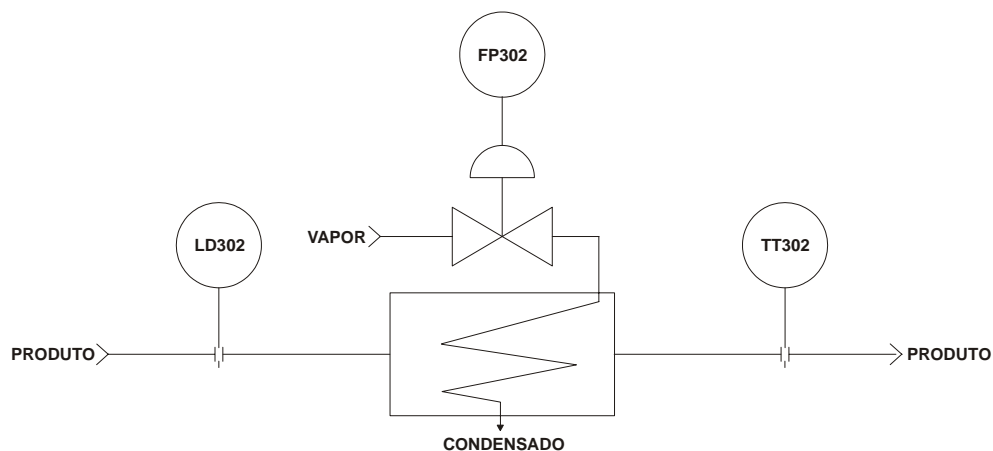 FP302
VAPOR
LD302
TT302
PRODUTO
PRODUTO
CONDENSADO